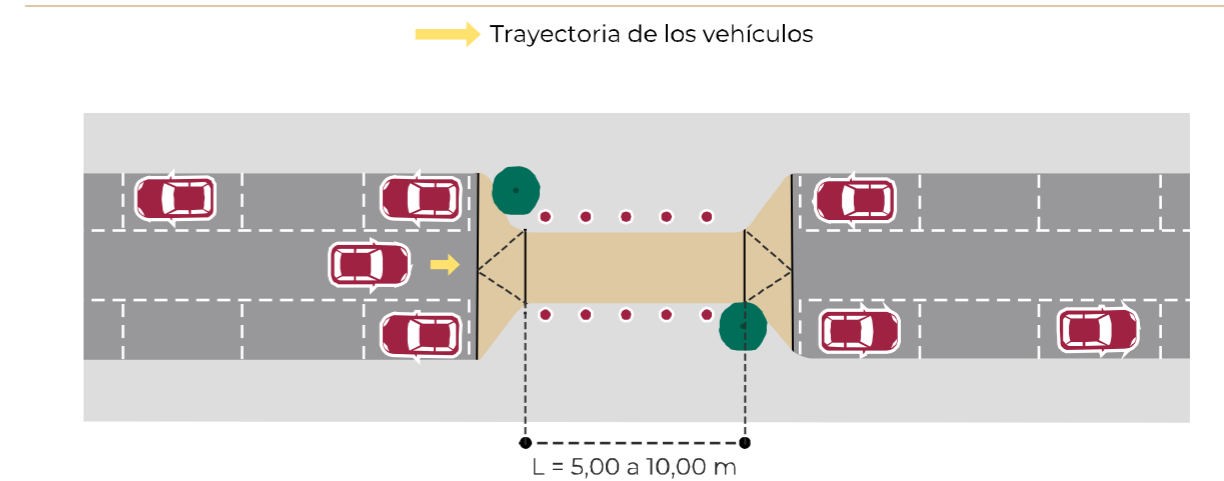 Trayectoria de los vehículos
L = 5,00 a 10,00 m